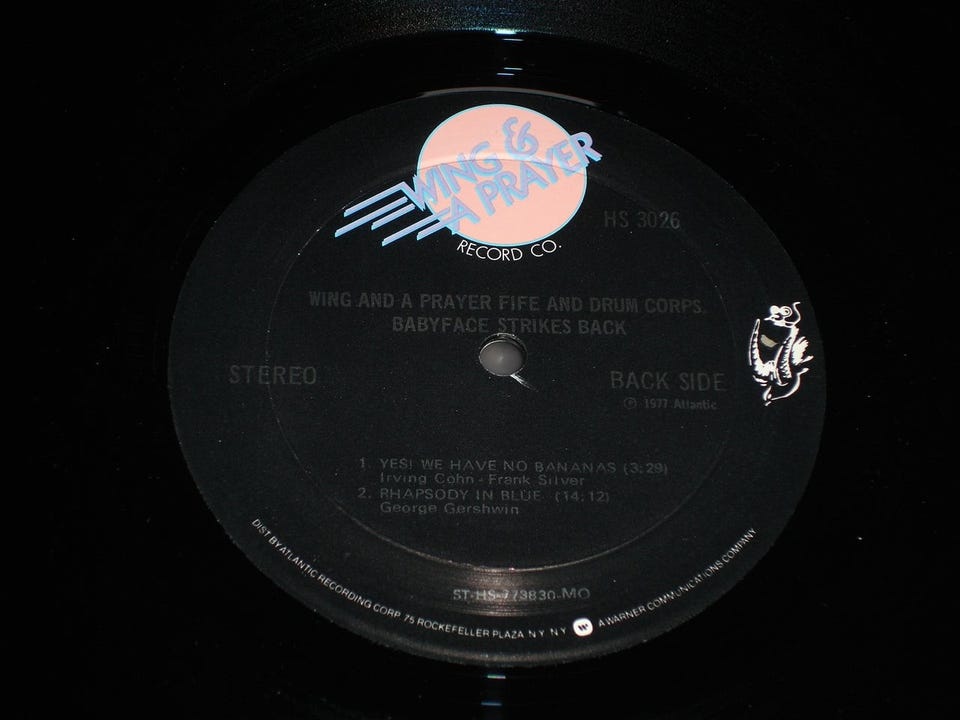 WING &
A PRAYER
RECORD CO.
HS 3026
WING AND A PRAYER FIFE AND DRUM CORPS.
BABYFACE STRIKES BACK
STEREO
BACK SIDE
℗ 1977 Atlantic
1. YES! WE HAVE NO BANANAS (3:29)
Irving Cohn - Frank Silver
2. RHAPSODY IN BLUE (14:12)
George Gershwin
ST-HS-773830-MO
DIST BY ATLANTIC RECORDING CORP. 75 ROCKEFELLER PLAZA N.Y. N.Y. A WARNER COMMUNICATIONS COMPANY